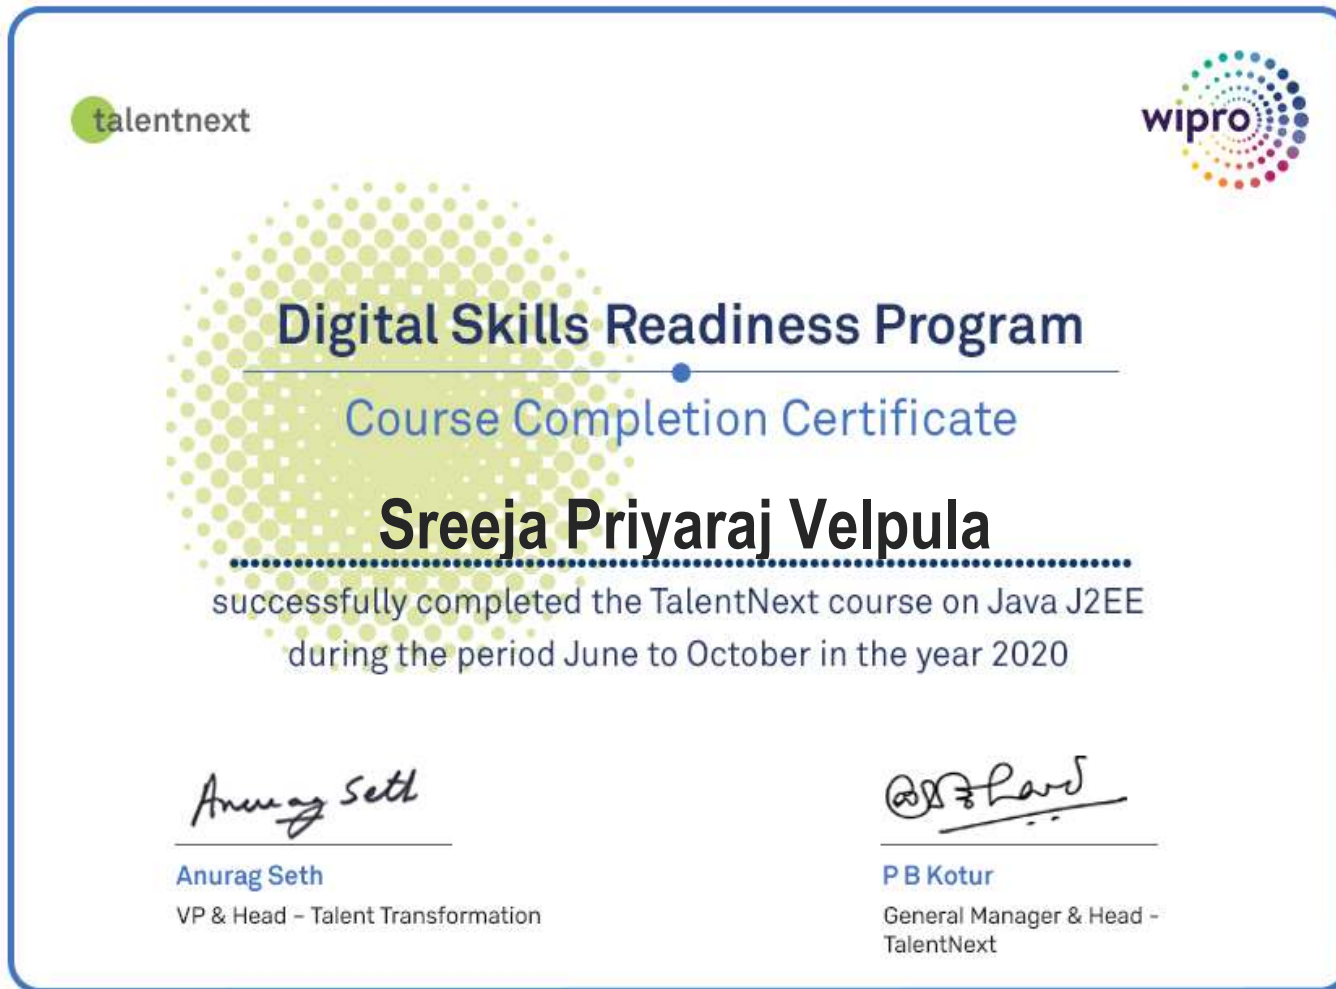 talentnext
wipro
Digital Skills Readiness Program
Course Completion Certificate
Sreeja Priyaraj Velpula
successfully completed the TalentNext course on Java J2EE
during the period June to October in the year 2020
Anurag Seth
Anurag Seth
VP & Head – Talent Transformation
P B Kotur
General Manager & Head -
TalentNext